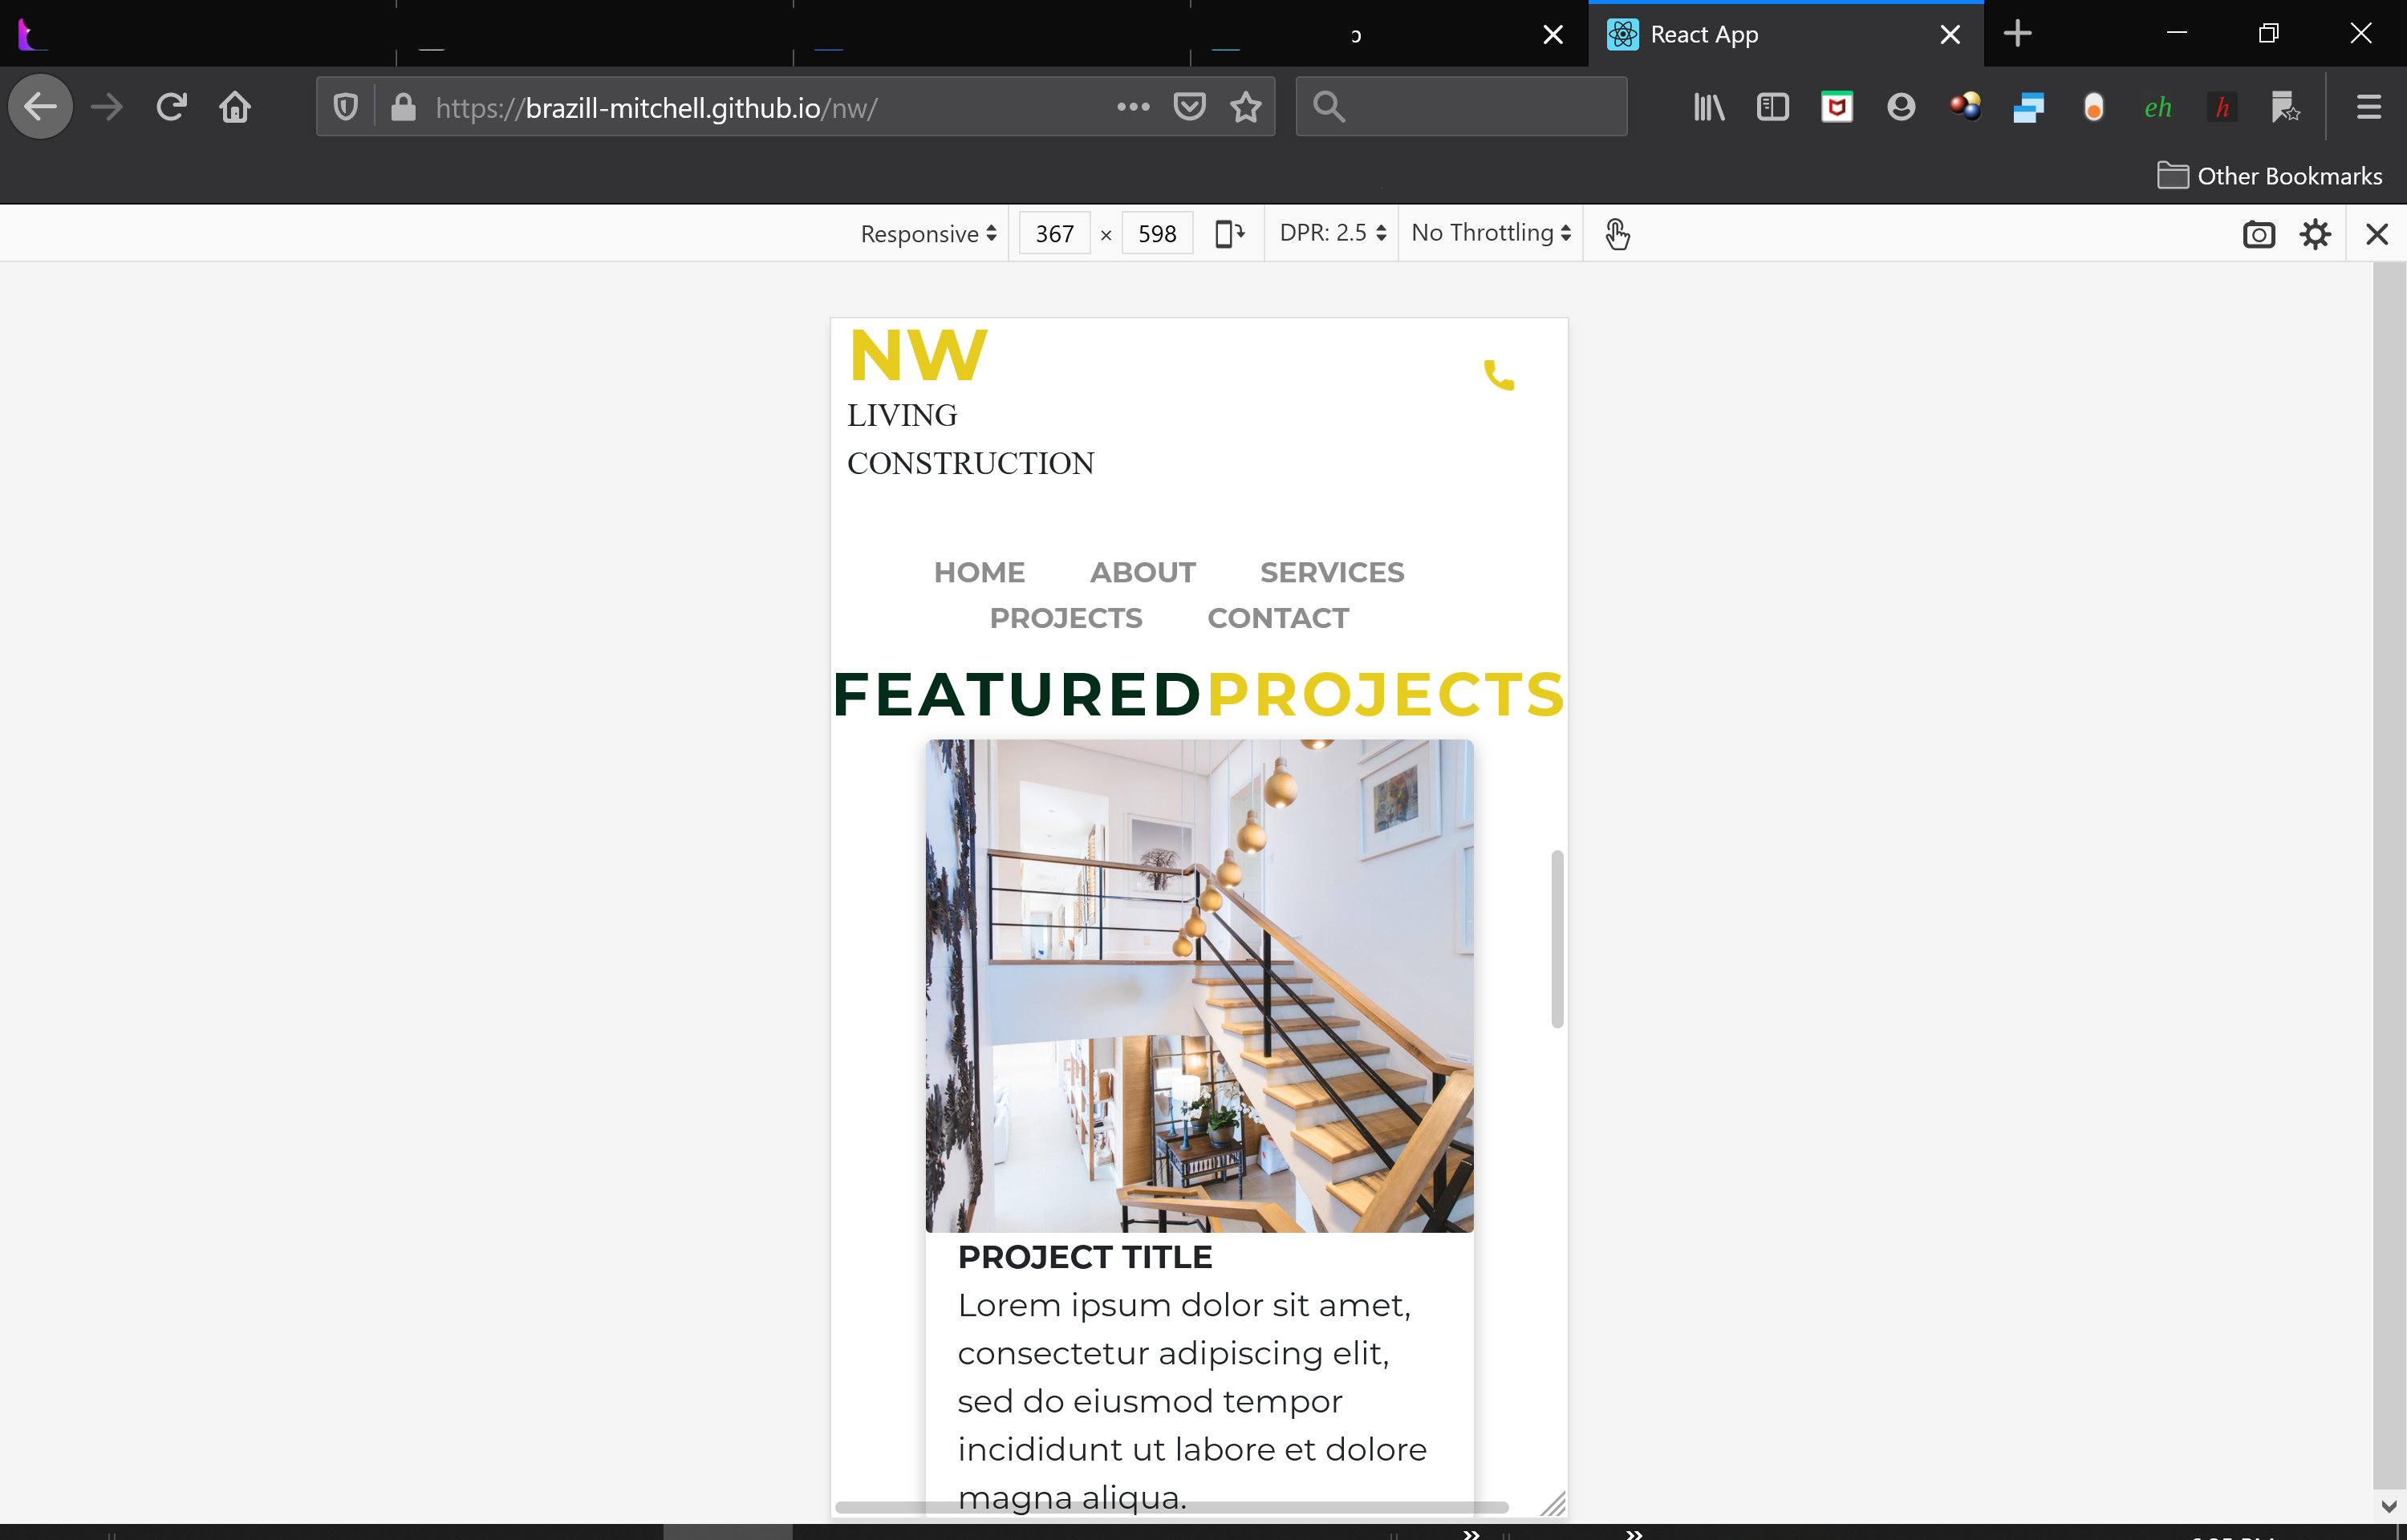 React App
https://brazill-mitchell.github.io/nw/
eh
h
Other Bookmarks
Responsive 367 × 598 DPR: 2.5 No Throttling
NW
LIVING
CONSTRUCTION
HOME ABOUT SERVICES
PROJECTS CONTACT
FEATUREDPROJECTS
PROJECT TITLE
Lorem ipsum dolor sit amet,
consectetur adipiscing elit,
sed do eiusmod tempor
incididunt ut labore et dolore
magna aliqua.